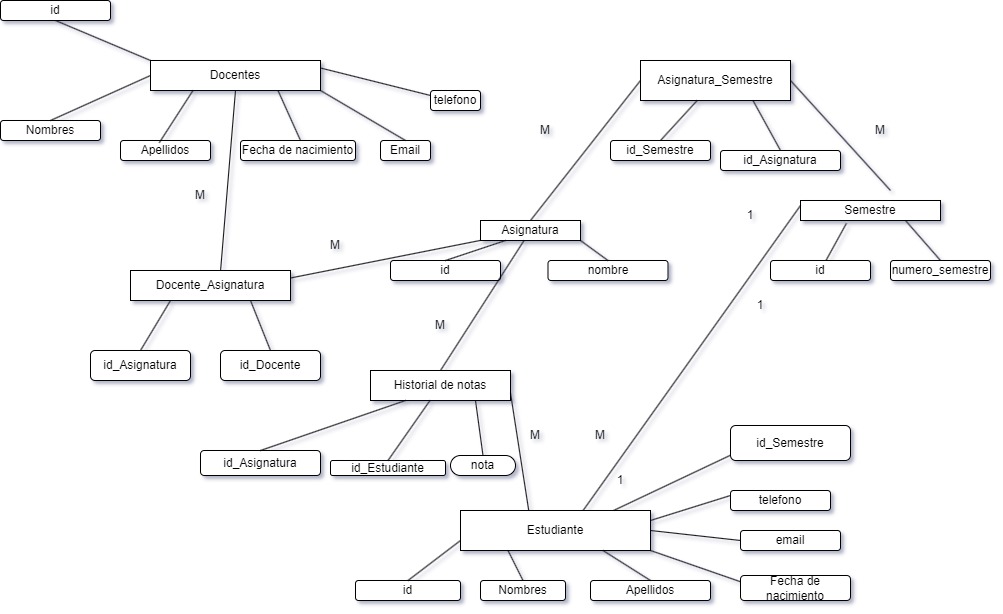 id
Docentes
Asignatura_Semestre
telefono
Nombres
M
M
Apellidos
Fecha de nacimiento
Email
id_Semestre
id_Asignatura
M
Semestre
1
Asignatura
M
id
nombre
id
numero_semestre
Docente_Asignatura
1
M
id_Asignatura
id_Docente
Historial de notas
M
M
id_Semestre
id_Asignatura
id_Estudiante
nota
1
telefono
Estudiante
email
id
Nombres
Apellidos
Fecha de
nacimiento